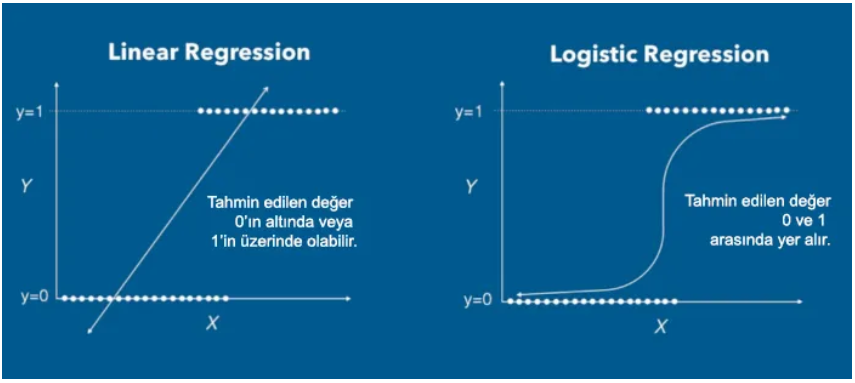 Linear Regression
y=1
Y
Tahmin edilen değer
0'ın altında veya
1'in üzerinde olabilir.
y=0
X
Logistic Regression
y=1
Y
Tahmin edilen değer
0 ve 1
arasında yer alır.
y=0
X